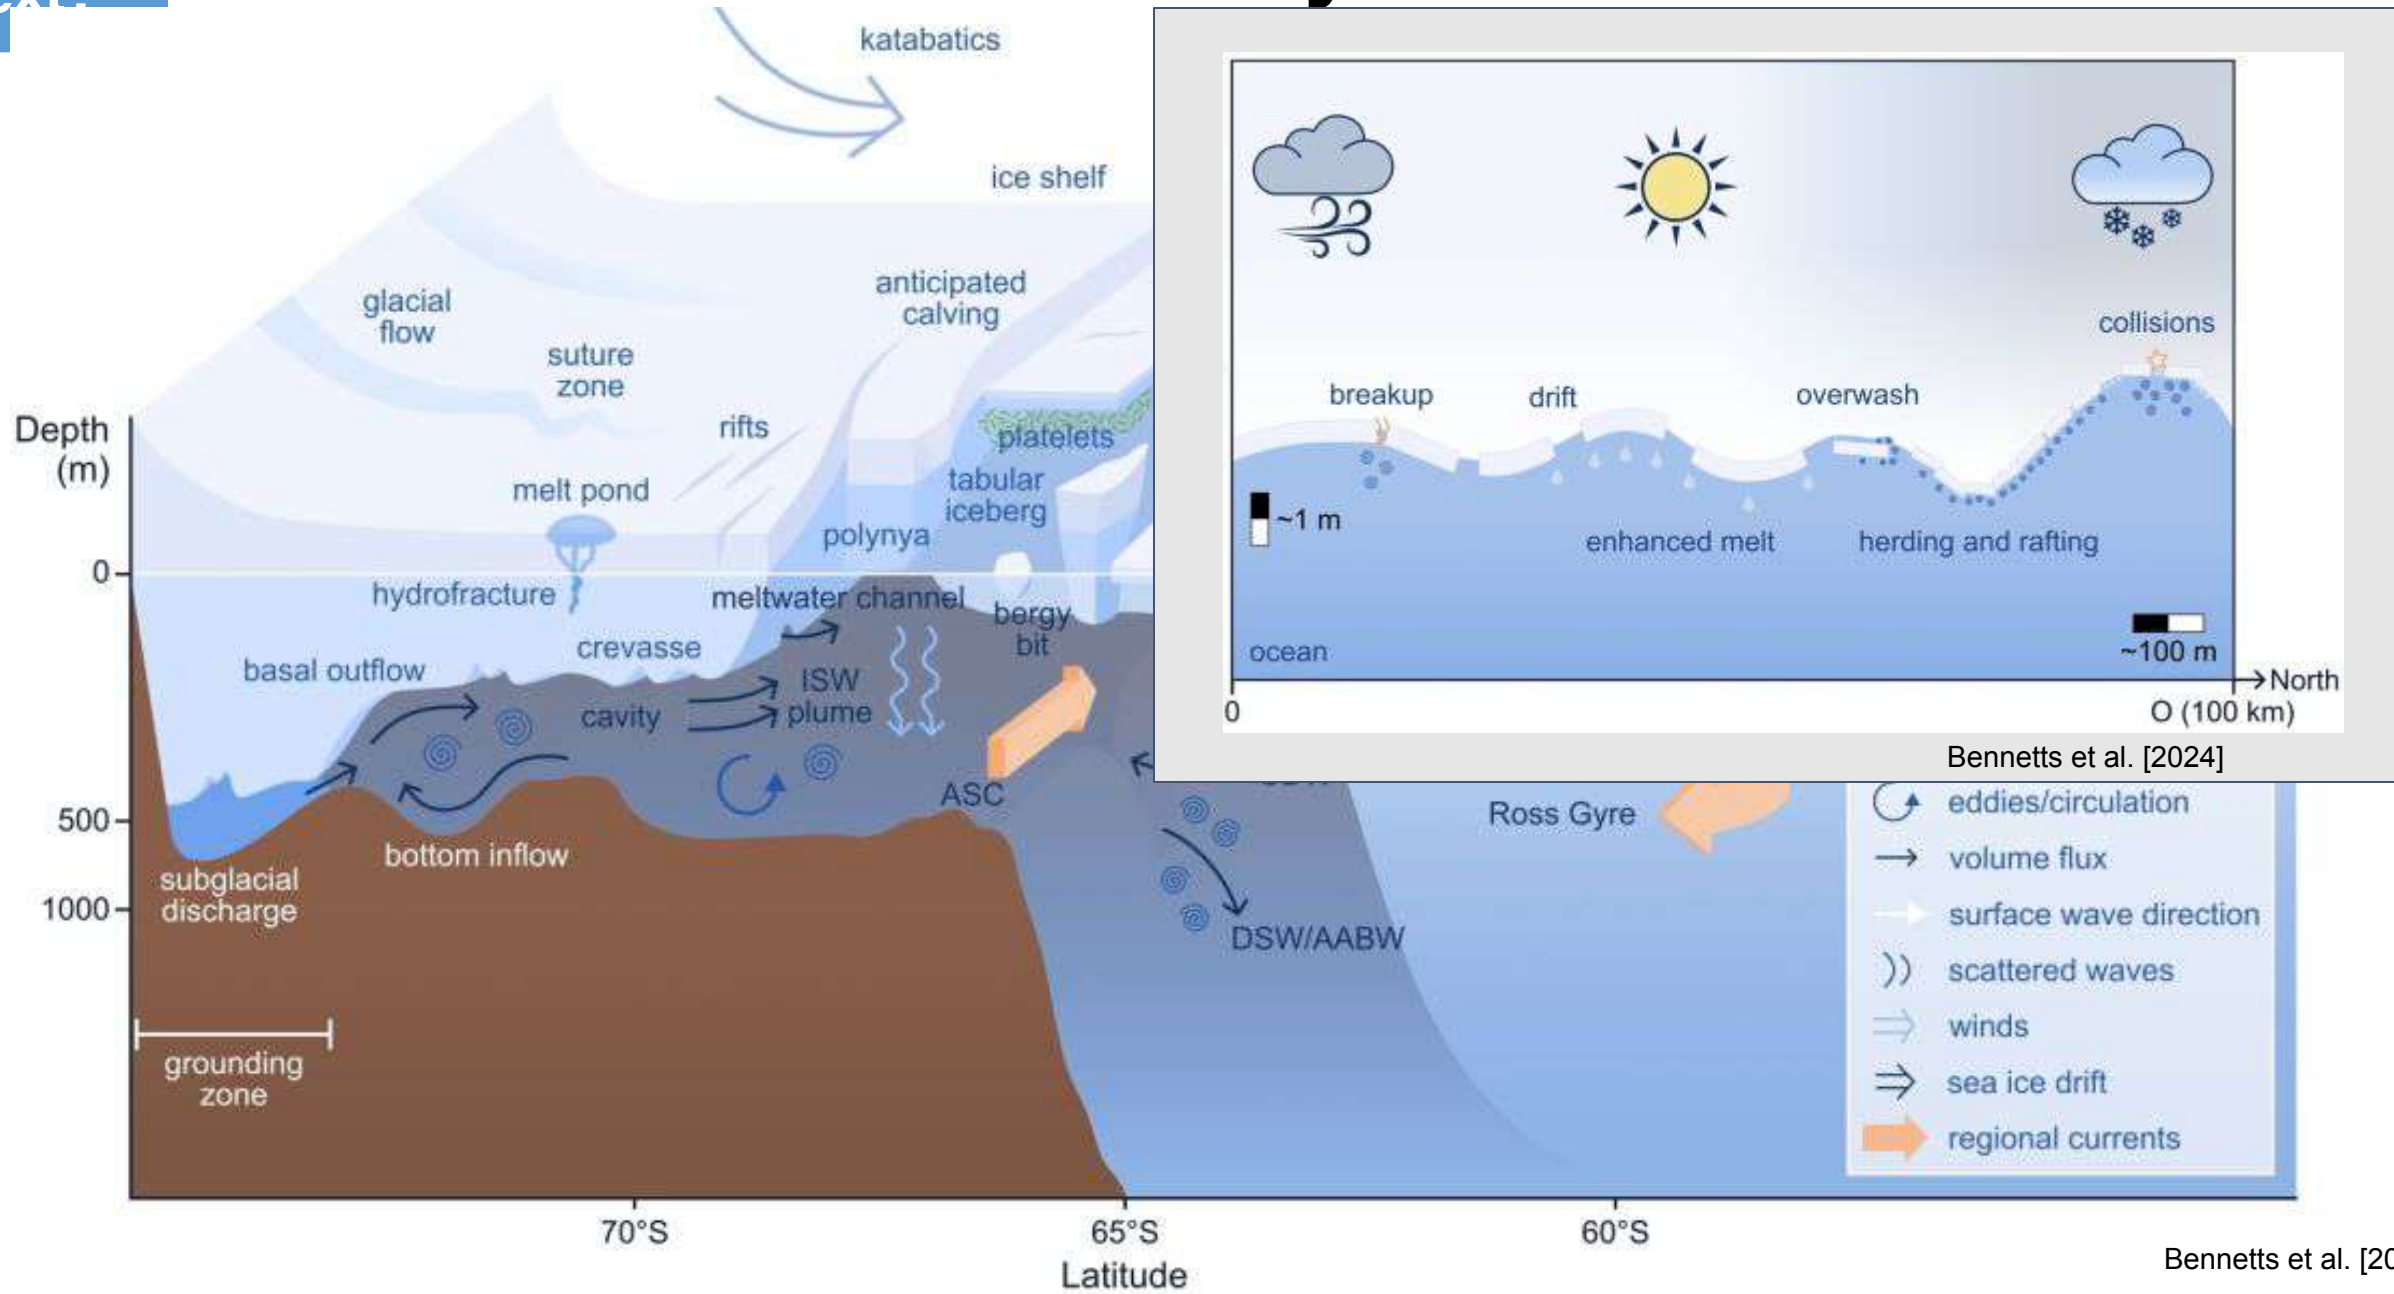 katabatics
ice shelf
anticipated
calving
glacial
flow
suture
zone
rifts
platelets
Depth
(m)
melt pond
tabular
iceberg
polynya
0
hydrofracture
meltwater channel
bergy
bit
crevasse
basal outflow
ISW
plume
cavity
ASC
500
bottom inflow
subglacial
discharge
1000
DSW/AABW
grounding
zone
Ross Gyre
70°S
65°S
60°S
Latitude
collisions
breakup
drift
overwash
~1 m
enhanced melt
herding and rafting
ocean
~100 m
North
0
O (100 km)
Bennetts et al. [2024]
eddies/circulation
volume flux
surface wave direction
scattered waves
winds
sea ice drift
regional currents
Bennetts et al. [20